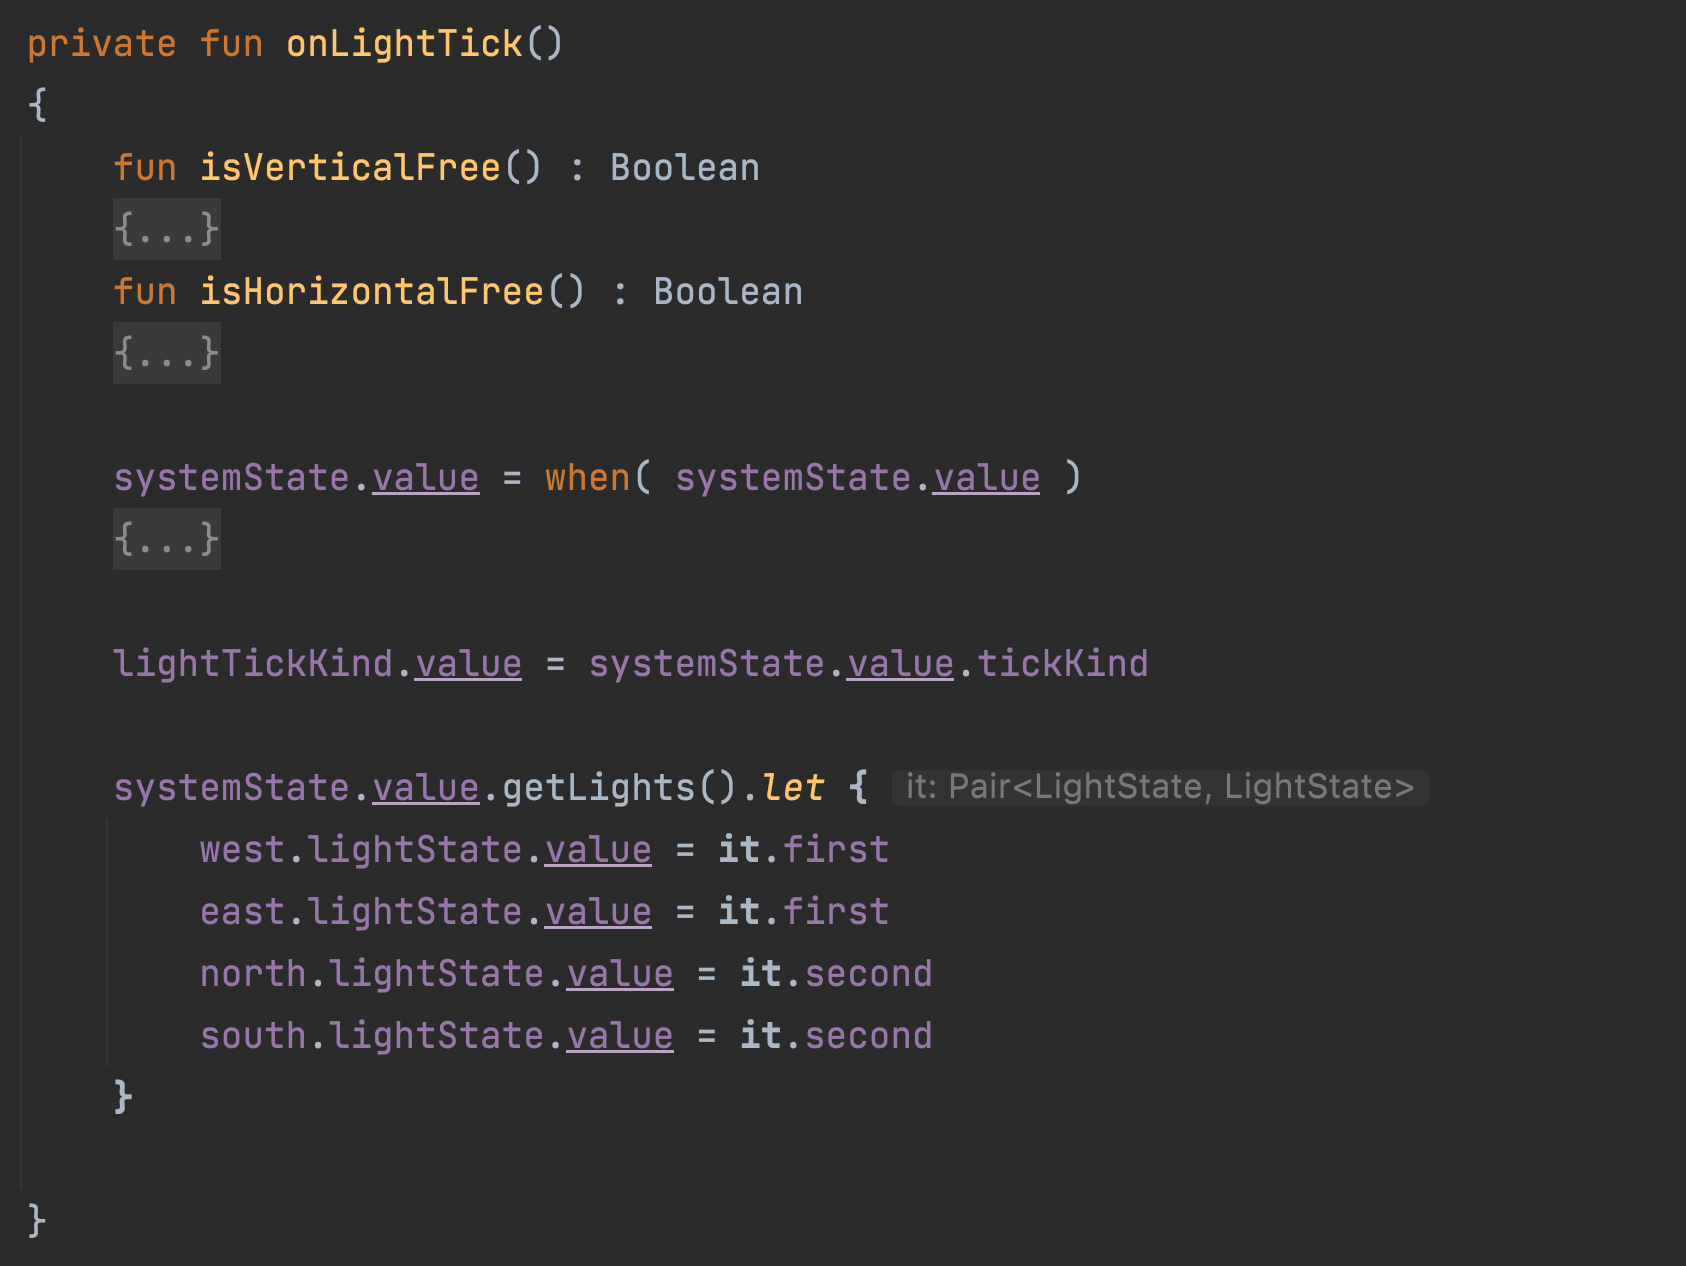 private fun onLightTick()
{
fun isVerticalFree() : Boolean
{...}
fun isHorizontalFree() : Boolean
{...}
systemState.value = when( systemState.value )
{...}
lightTickKind.value = systemState.value.tickKind
systemState.value.getLights().let { it: Pair<LightState, LightState>
west.lightState.value = it.first
east.lightState.value = it.first
north.lightState.value = it.second
south.lightState.value = it.second
}
}